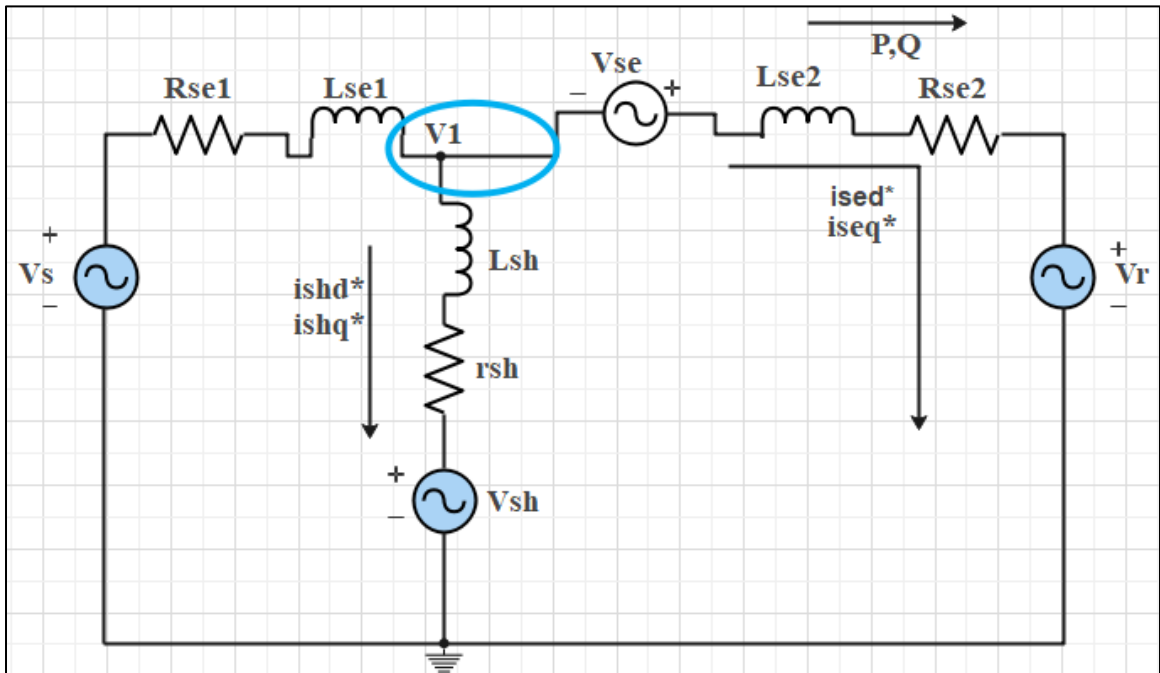 P,Q
Vse
− +
Lse2
Rse1
Lse1
Rse2
V1
ised*
iseq*
+
Vs
−
Lsh
+
Vr
−
ishd*
ishq*
rsh
+
Vsh
−